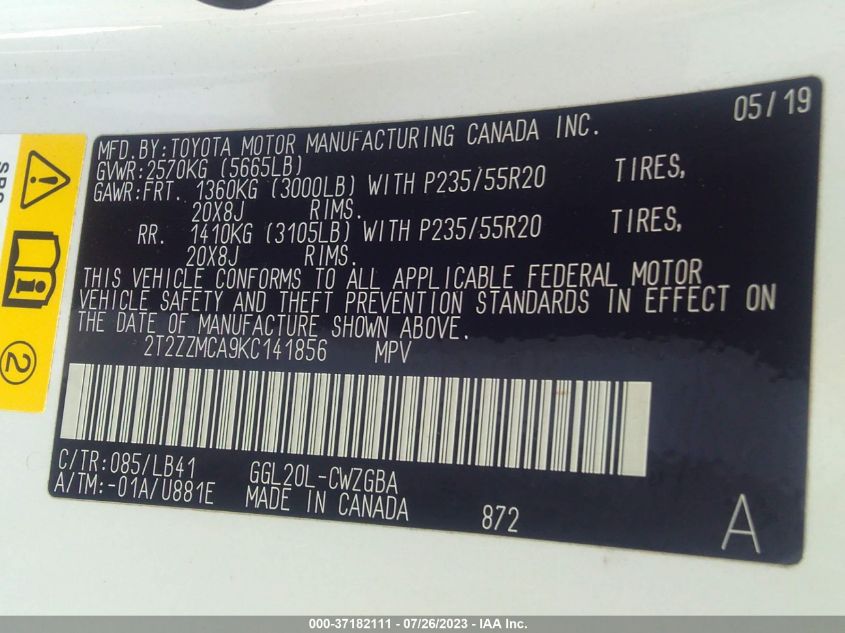 05/19
MFD.BY:TOYOTA MOTOR MANUFACTURING CANADA INC.
GVWR:2570KG (5665LB)
GAWR:FRT. 1360KG (3000LB) WITH P235/55R20 TIRES,
20X8J RIMS.
RR. 1410KG (3105LB) WITH P235/55R20 TIRES,
20X8J RIMS.
THIS VEHICLE CONFORMS TO ALL APPLICABLE FEDERAL MOTOR
VEHICLE SAFETY AND THEFT PREVENTION STANDARDS IN EFFECT ON
THE DATE OF MANUFACTURE SHOWN ABOVE.
2T2ZZMCA9KC141856 MPV
C/TR:085/LB41 GGL20L-CWZGBA
A/TM:-01A/U881E MADE IN CANADA 872 A
SRS
2
000-37182111 - 07/26/2023 - IAA Inc.